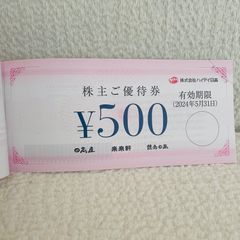 株式会社ハイデイ日高
株主ご優待券
¥500
有効期限
(2024年5月31日)
日高屋 来来軒 焼鳥日高